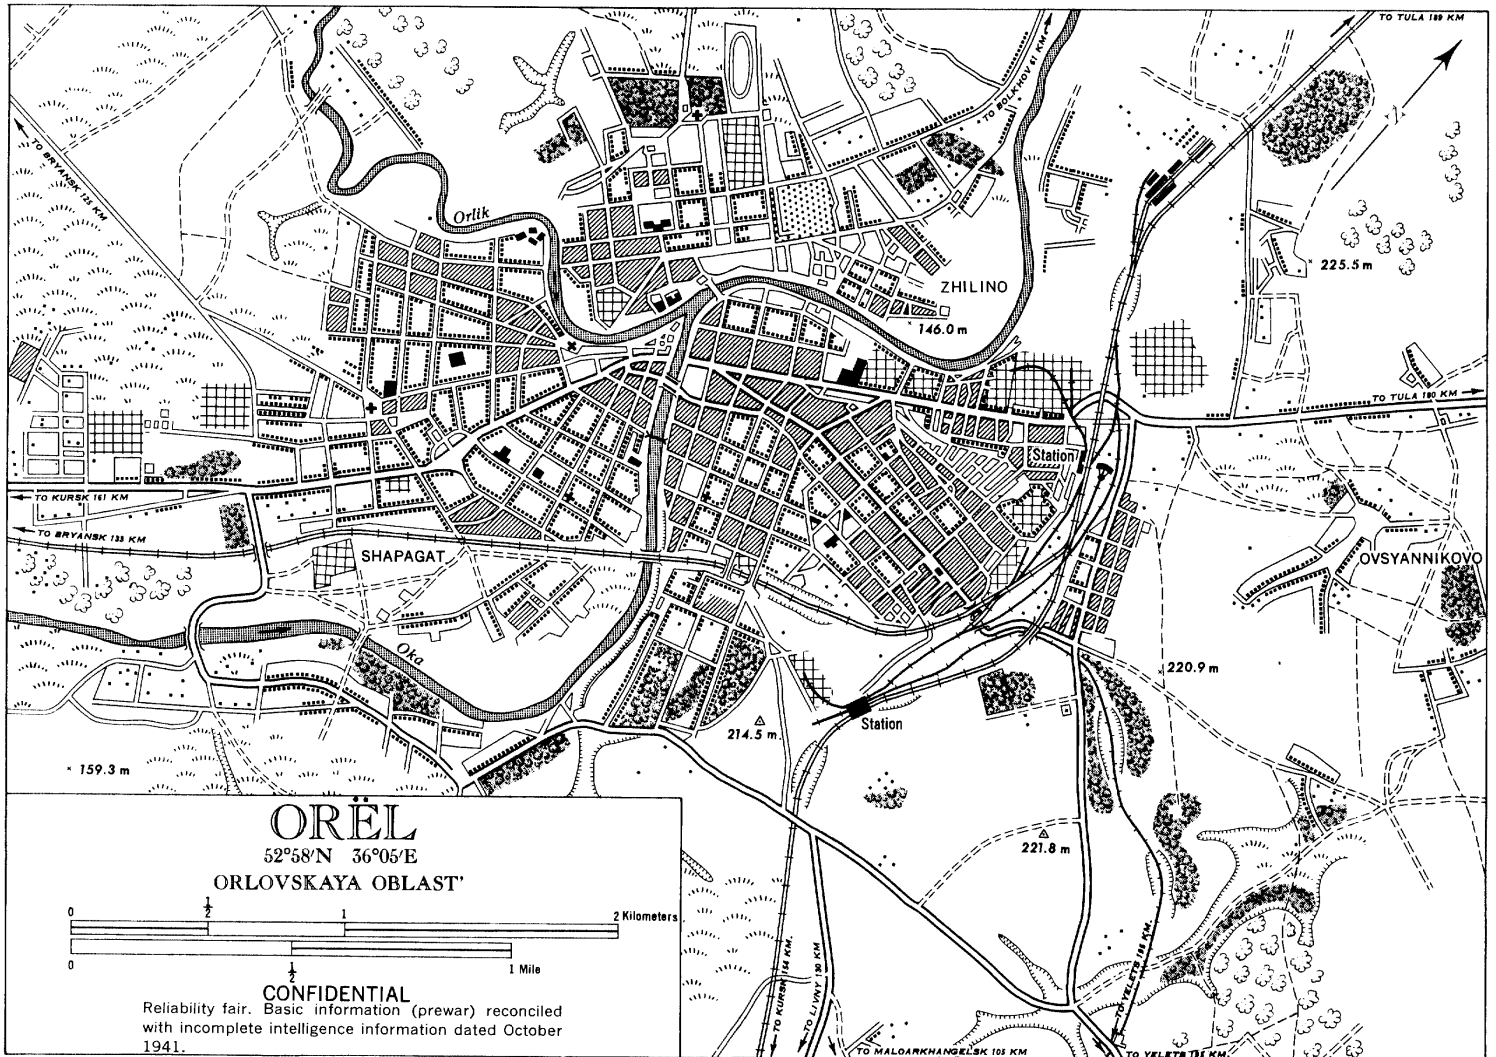 TO TULA 189 KM
TO BOLKHOV 61 KM
N
TO BRYANSK 125 KM
Orlik
225.5 m
ZHILINO
146.0 m
TO TULA 180 KM
Station
TO KURSK 161 KM
TO BRYANSK 133 KM
SHAPAGAT
OVSYANNIKOVO
Oka
220.9 m
Station
214.5 m
159.3 m
221.8 m
ORËL
52°58'N 36°05'E
ORLOVSKAYA OBLAST'
0 ½ 1 2 Kilometers
0 ½ 1 Mile
CONFIDENTIAL
Reliability fair. Basic information (prewar) reconciled
with incomplete intelligence information dated October
1941.
TO KURSK 154 KM.
TO LIVNY 130 KM
TO MALOARKHANGELSK 105 KM
TO YELETS 195 KM.
TO YELETS KM.